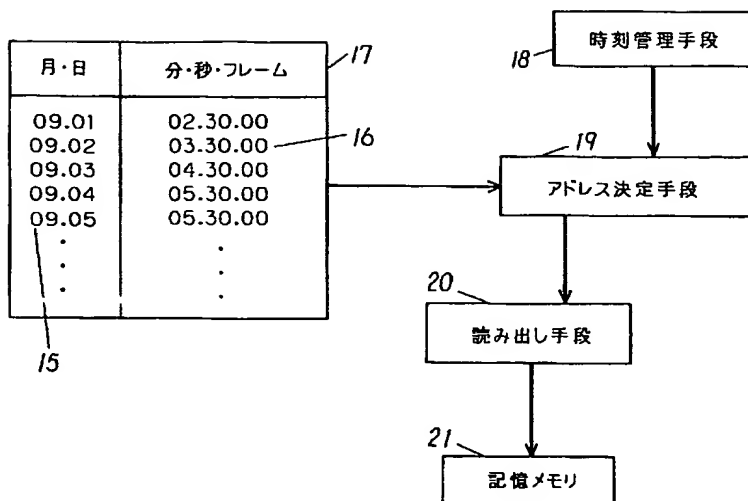 月・日 分・秒・フレーム
09.01 02.30.00
09.02 03.30.00
09.03 04.30.00
09.04 05.30.00
09.05 05.30.00
15
16
17
18
時刻管理手段
19
アドレス決定手段
20
読み出し手段
21
記憶メモリ